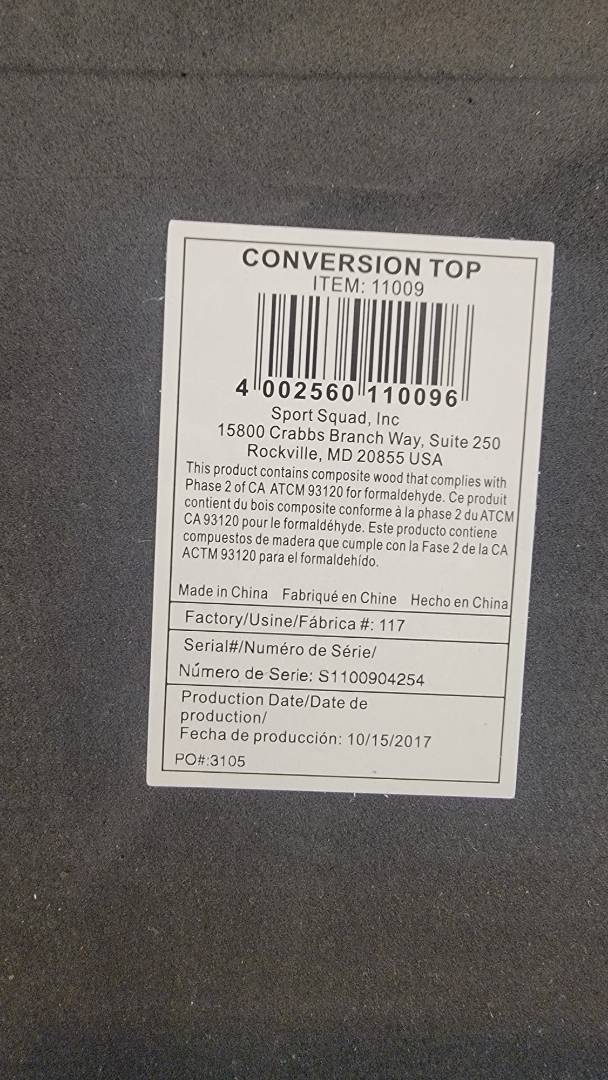 CONVERSION TOP
ITEM: 11009
4 002560 110096
Sport Squad, Inc
15800 Crabbs Branch Way, Suite 250
Rockville, MD 20855 USA
This product contains composite wood that complies with
Phase 2 of CA ATCM 93120 for formaldehyde. Ce produit
contient du bois composite conforme à la phase 2 du ATCM
CA 93120 pour le formaldéhyde. Este producto contiene
compuestos de madera que cumple con la Fase 2 de la CA
ACTM 93120 para el formaldehído.
Made in China Fabriqué en Chine Hecho en China
Factory/Usine/Fábrica #: 117
Serial#/Numéro de Série/
Número de Serie: S1100904254
Production Date/Date de
production/
Fecha de producción: 10/15/2017
PO#:3105